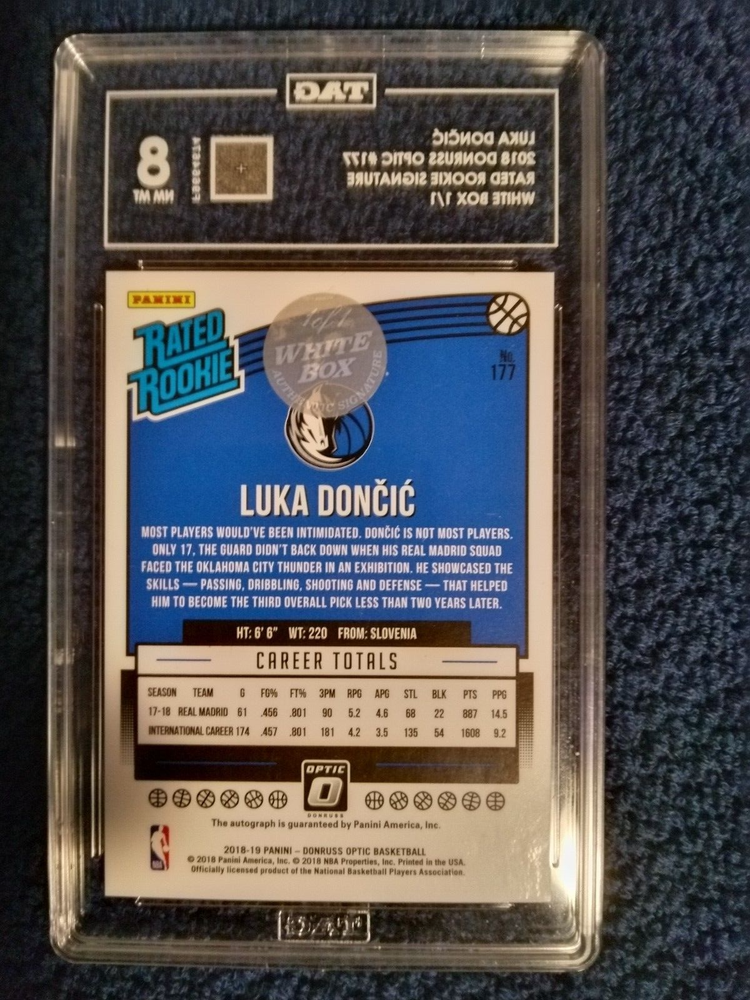 TAG
LUKA DONČIĆ
2018 DONRUSS OPTIC #177
RATED ROOKIE SIGNATURE
WHITE BOX 1/1
8
NM MT
PANINI
RATED
ROOKIE
1 of 1
WHITE
BOX
AUTHENTIC SIGNATURE
No.
177
LUKA DONČIĆ
MOST PLAYERS WOULD'VE BEEN INTIMIDATED. DONČIĆ IS NOT MOST PLAYERS.
ONLY 17, THE GUARD DIDN'T BACK DOWN WHEN HIS REAL MADRID SQUAD
FACED THE OKLAHOMA CITY THUNDER IN AN EXHIBITION. HE SHOWCASED THE
SKILLS — PASSING, DRIBBLING, SHOOTING AND DEFENSE — THAT HELPED
HIM TO BECOME THE THIRD OVERALL PICK LESS THAN TWO YEARS LATER.
HT: 6' 6" WT: 220 FROM: SLOVENIA
CAREER TOTALS
SEASON TEAM G FG% FT% 3PM RPG APG STL BLK PTS PPG
17-18 REAL MADRID 61 .456 .801 90 5.2 4.6 68 22 887 14.5
INTERNATIONAL CAREER 174 .457 .801 181 4.2 3.5 135 54 1608 9.2
OPTIC
DONRUSS
The autograph is guaranteed by Panini America, Inc.
2018-19 PANINI – DONRUSS OPTIC BASKETBALL
© 2018 Panini America, Inc. © 2018 NBA Properties, Inc. Printed in the USA.
Officially licensed product of the National Basketball Players Association.
NBA